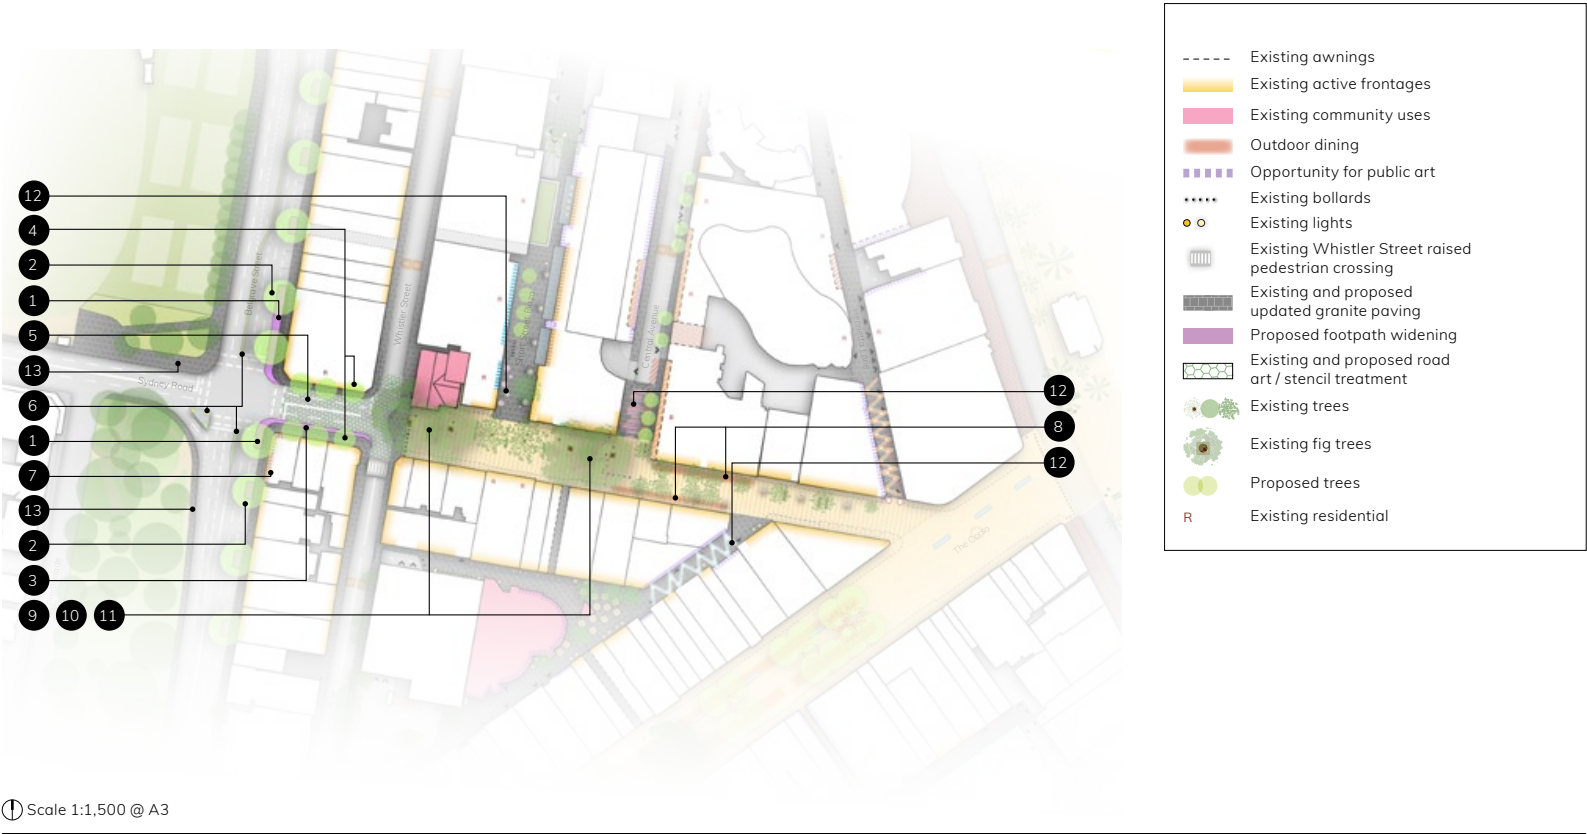 12
4
2
1
5
13
6
1
7
13
2
3
9 10 11
12
8
12
Belgrave Street
Sydney Road
Whistler Street
Central Avenue
The Corso
Existing awnings
Existing active frontages
Existing community uses
Outdoor dining
Opportunity for public art
Existing bollards
Existing lights
Existing Whistler Street raised
pedestrian crossing
Existing and proposed
updated granite paving
Proposed footpath widening
Existing and proposed road
art / stencil treatment
Existing trees
Existing fig trees
Proposed trees
R Existing residential
Scale 1:1,500 @ A3